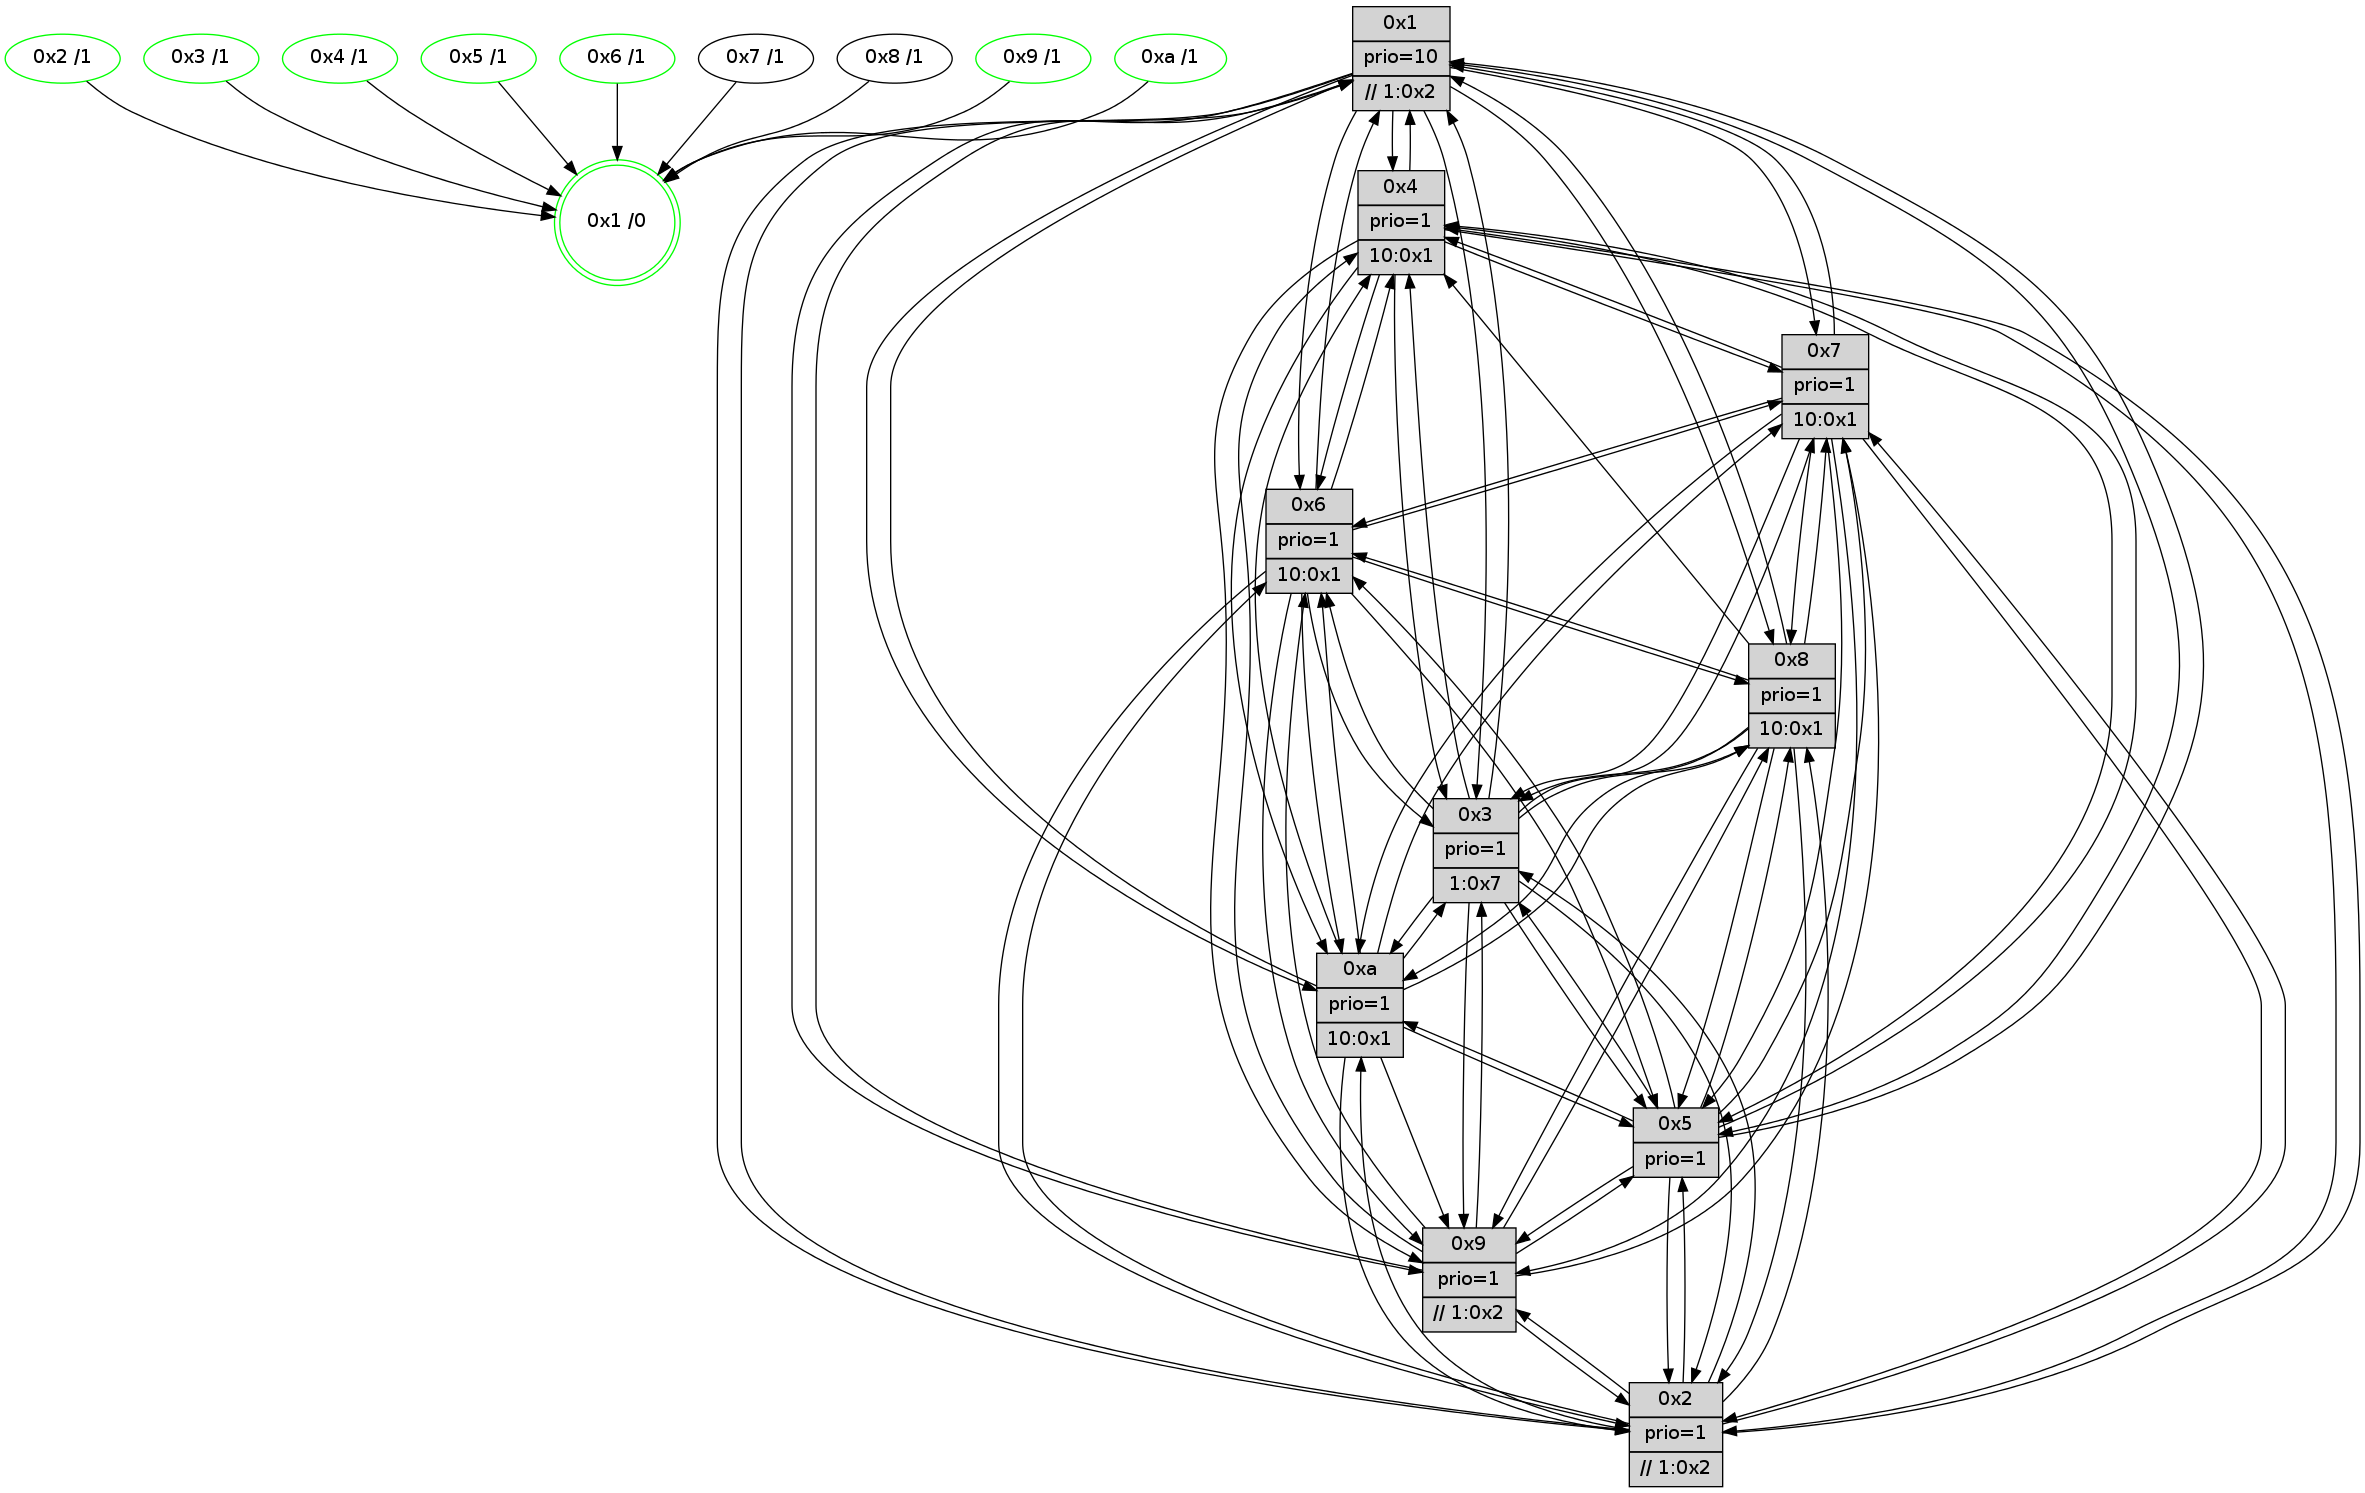 0x2 /1
0x3 /1
0x4 /1
0x5 /1
0x6 /1
0x7 /1
0x8 /1
0x9 /1
0xa /1
0x1 /0
0x1
prio=10
// 1:0x2
0x4
prio=1
10:0x1
0x7
prio=1
10:0x1
0x6
prio=1
10:0x1
0x8
prio=1
10:0x1
0x3
prio=1
1:0x7
0xa
prio=1
10:0x1
0x5
prio=1
0x9
prio=1
// 1:0x2
0x2
prio=1
// 1:0x2